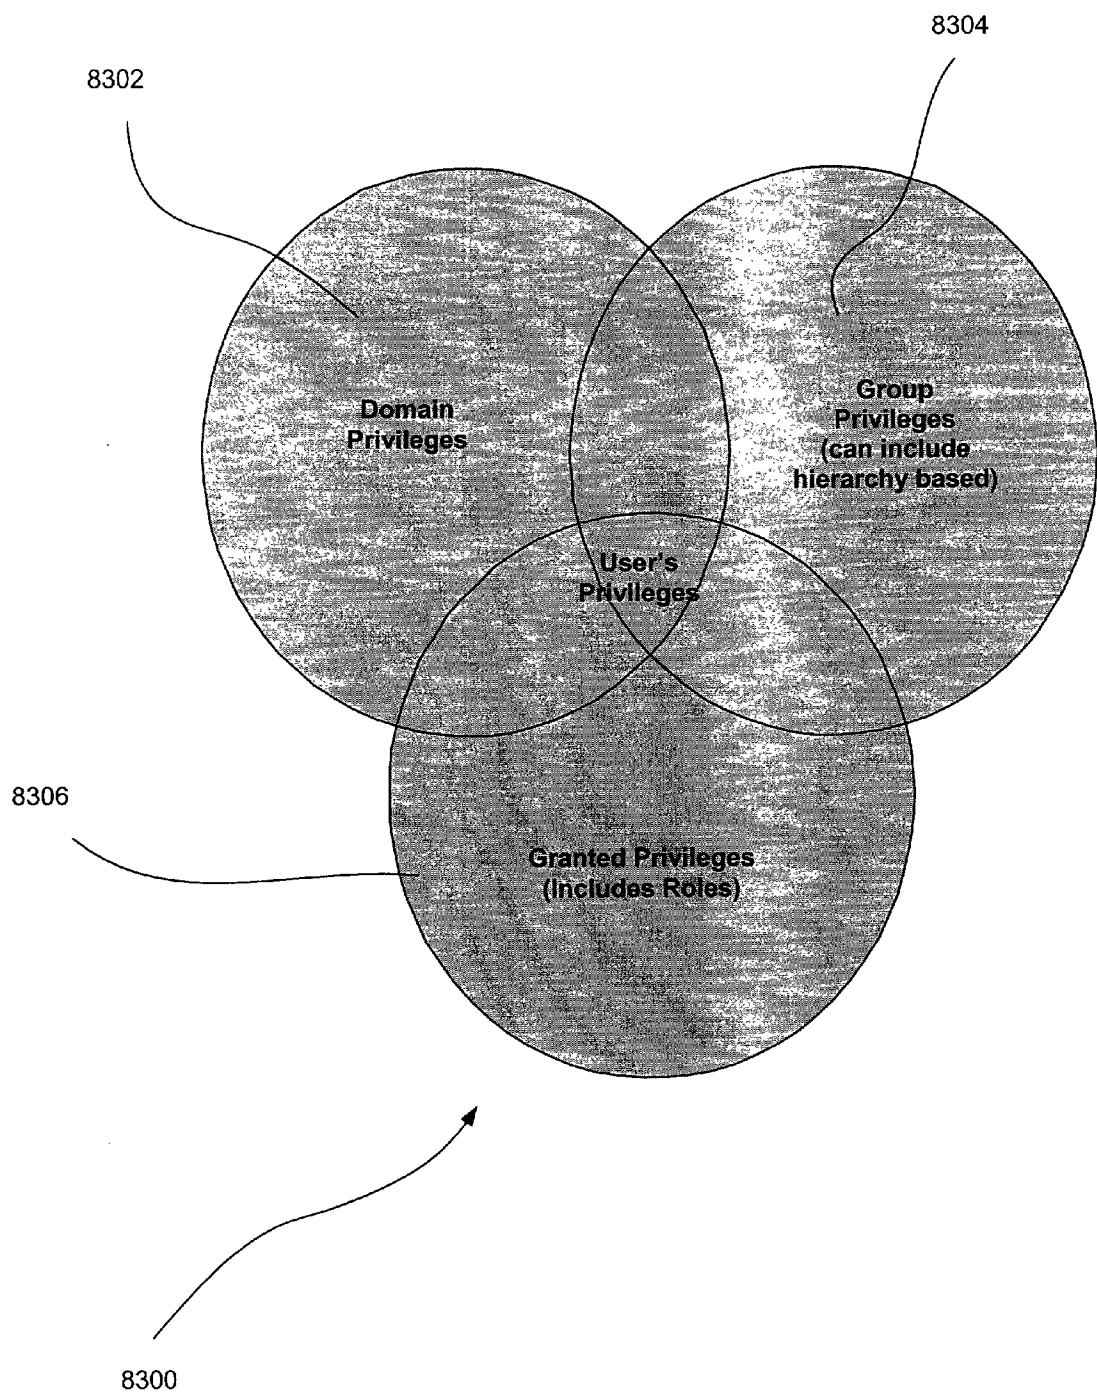 8304
8302
Domain
Privileges
Group
Privileges
(can include
hierarchy based)
User's
Privileges
8306
Granted Privileges
(Includes Roles)
8300